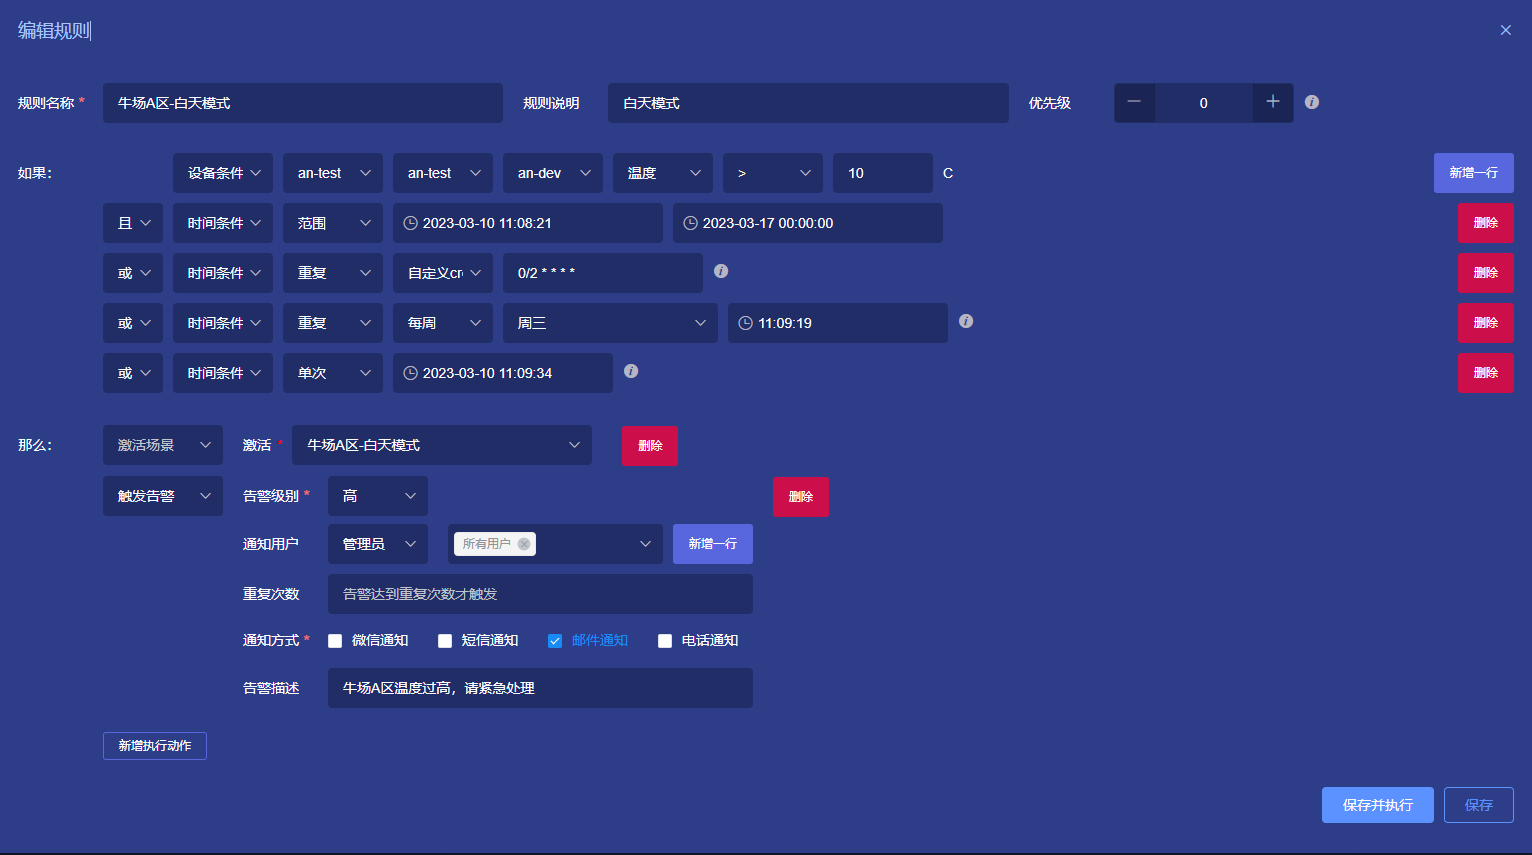 编辑规则
规则名称 * 牛场A区-白天模式 规则说明 白天模式 优先级 0
如果: 设备条件 an-test an-test an-dev 温度 > 10 C 新增一行
且 时间条件 范围 2023-03-10 11:08:21 2023-03-17 00:00:00 删除
或 时间条件 重复 自定义cr 0/2 * * * * 删除
或 时间条件 重复 每周 周三 11:09:19 删除
或 时间条件 单次 2023-03-10 11:09:34 删除
那么: 激活场景 激活 * 牛场A区-白天模式 删除
触发告警 告警级别 * 高 删除
通知用户 管理员 所有用户 新增一行
重复次数 告警达到重复次数才触发
通知方式 * 微信通知 短信通知 邮件通知 电话通知
告警描述 牛场A区温度过高，请紧急处理
新增执行动作
保存并执行 保存